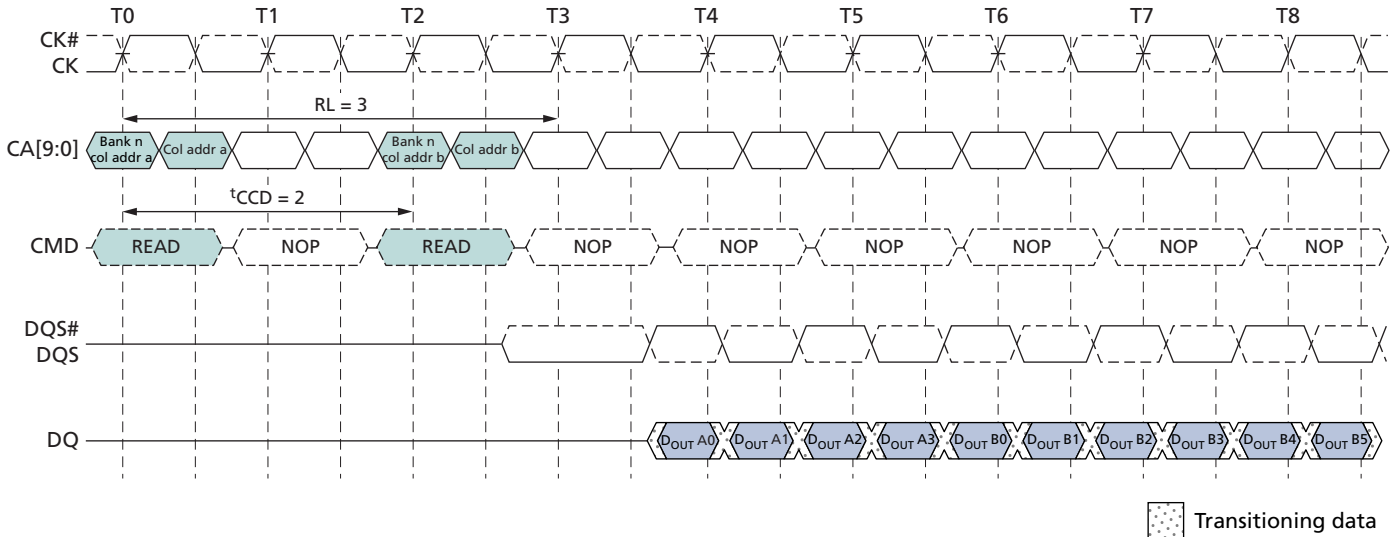 T0 T1 T2 T3 T4 T5 T6 T7 T8
CK#
CK
RL = 3
CA[9:0]
Bank n col addr a
Col addr a
Bank n col addr b
Col addr b
tCCD = 2
CMD READ NOP READ NOP NOP NOP NOP NOP NOP
DQS#
DQS
DQ DOUT A0 DOUT A1 DOUT A2 DOUT A3 DOUT B0 DOUT B1 DOUT B2 DOUT B3 DOUT B4 DOUT B5
Transitioning data